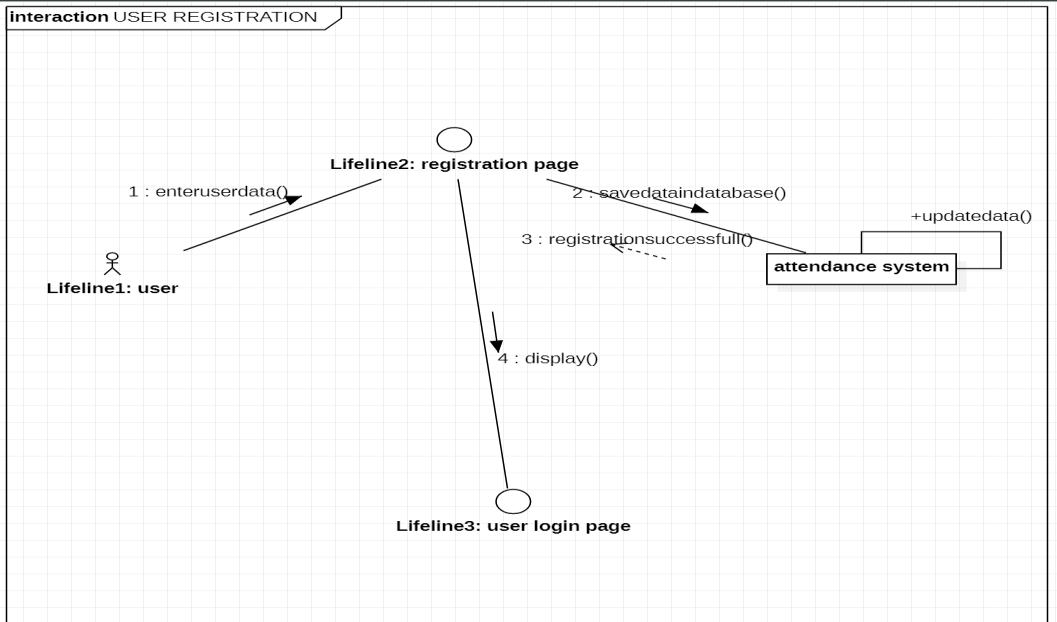 interaction USER REGISTRATION
Lifeline2: registration page
1 : enteruserdata()
2 : savedataindatabase()
+updatedata()
3 : registrationsuccessfull()
attendance system
Lifeline1: user
4 : display()
Lifeline3: user login page